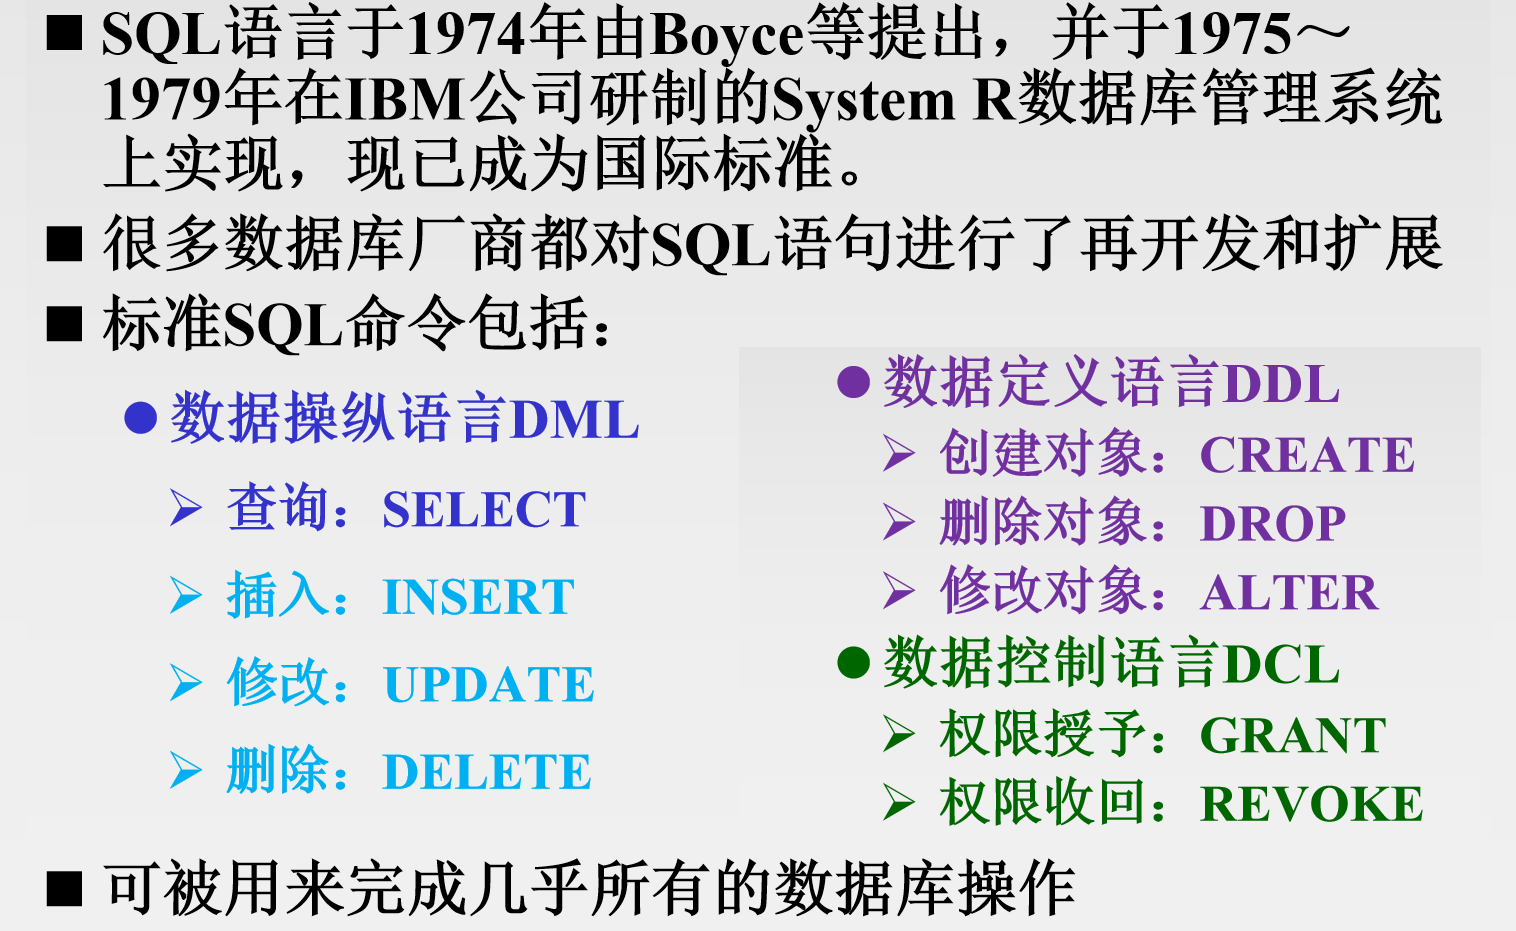 ■ SQL语言于1974年由Boyce等提出，并于1975～
1979年在IBM公司研制的System R数据库管理系统
上实现，现已成为国际标准。
■ 很多数据库厂商都对SQL语句进行了再开发和扩展
■ 标准SQL命令包括：
● 数据操纵语言DML
➢ 查询：SELECT
➢ 插入：INSERT
➢ 修改：UPDATE
➢ 删除：DELETE
● 数据定义语言DDL
➢ 创建对象：CREATE
➢ 删除对象：DROP
➢ 修改对象：ALTER
● 数据控制语言DCL
➢ 权限授予：GRANT
➢ 权限收回：REVOKE
■ 可被用来完成几乎所有的数据库操作